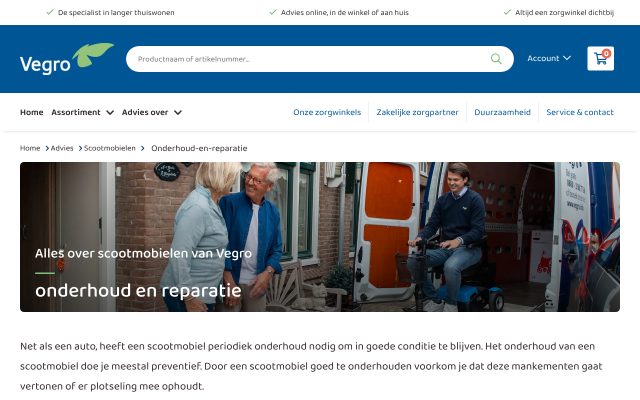 De specialist in langer thuiswonen
Advies online, in de winkel of aan huis
Altijd een zorgwinkel dichtbij
Vegro
Productnaam of artikelnummer...
Account
0
Home
Assortiment
Advies over
Onze zorgwinkels
Zakelijke zorgpartner
Duurzaamheid
Service & contact
Home
Advies
Scootmobielen
Onderhoud-en-reparatie
Alles over scootmobielen van Vegro
onderhoud en reparatie
Net als een auto, heeft een scootmobiel periodiek onderhoud nodig om in goede conditie te blijven. Het onderhoud van een
scootmobiel doe je meestal preventief. Door een scootmobiel goed te onderhouden voorkom je dat deze mankementen gaat
vertonen of er plotseling mee ophoudt.